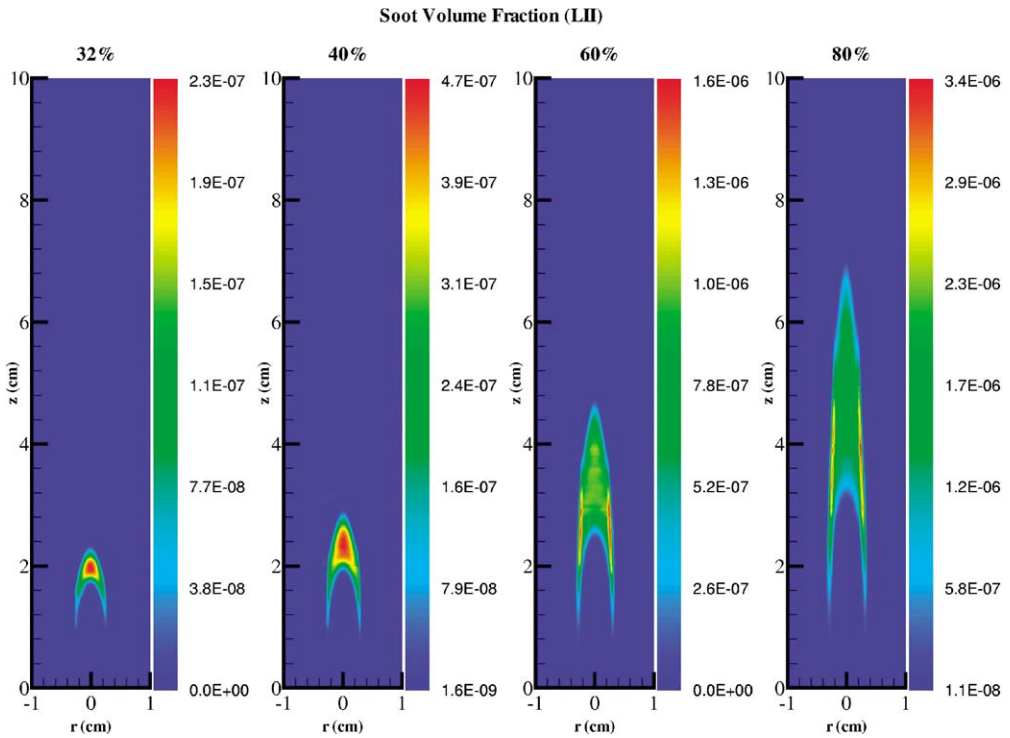 Soot Volume Fraction (LII)
32%
40%
60%
80%
10
8
6
4
2
0
z (cm)
-1
0
1
r (cm)
2.3E-07
1.9E-07
1.5E-07
1.1E-07
7.7E-08
3.8E-08
0.0E+00
10
8
6
4
2
0
z (cm)
-1
0
1
r (cm)
4.7E-07
3.9E-07
3.1E-07
2.4E-07
1.6E-07
7.9E-08
1.6E-09
10
8
6
4
2
0
z (cm)
-1
0
1
r (cm)
1.6E-06
1.3E-06
1.0E-06
7.8E-07
5.2E-07
2.6E-07
0.0E+00
10
8
6
4
2
0
z (cm)
-1
0
1
r (cm)
3.4E-06
2.9E-06
2.3E-06
1.7E-06
1.2E-06
5.8E-07
1.1E-08